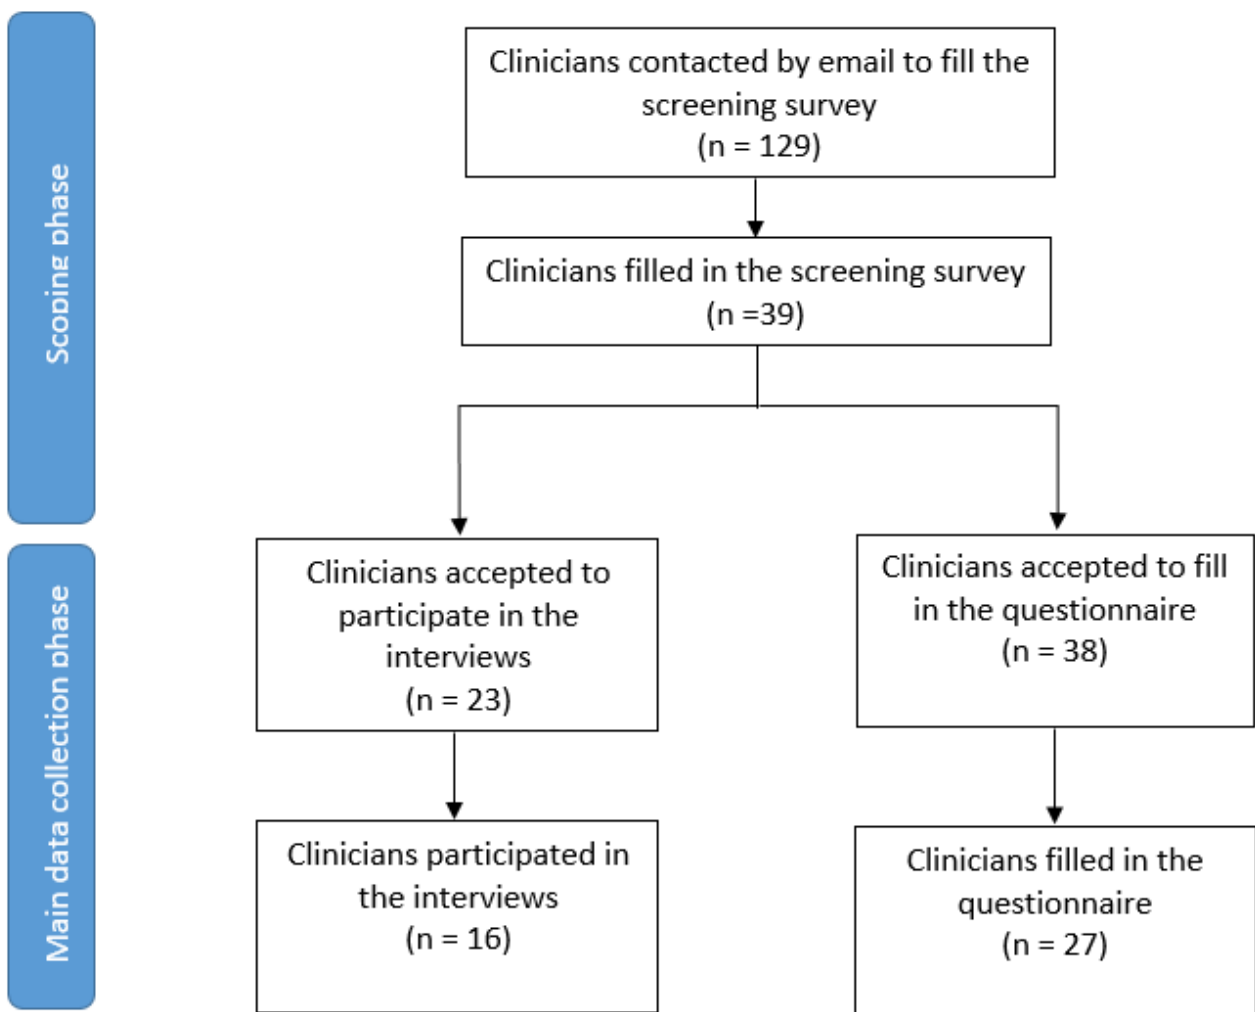 Scoping phase
Clinicians contacted by email to fill the
screening survey
(n = 129)
Clinicians filled in the screening survey
(n =39)
Main data collection phase
Clinicians accepted to
participate in the
interviews
(n = 23)
Clinicians accepted to fill
in the questionnaire
(n = 38)
Clinicians participated in
the interviews
(n = 16)
Clinicians filled in the
questionnaire
(n = 27)